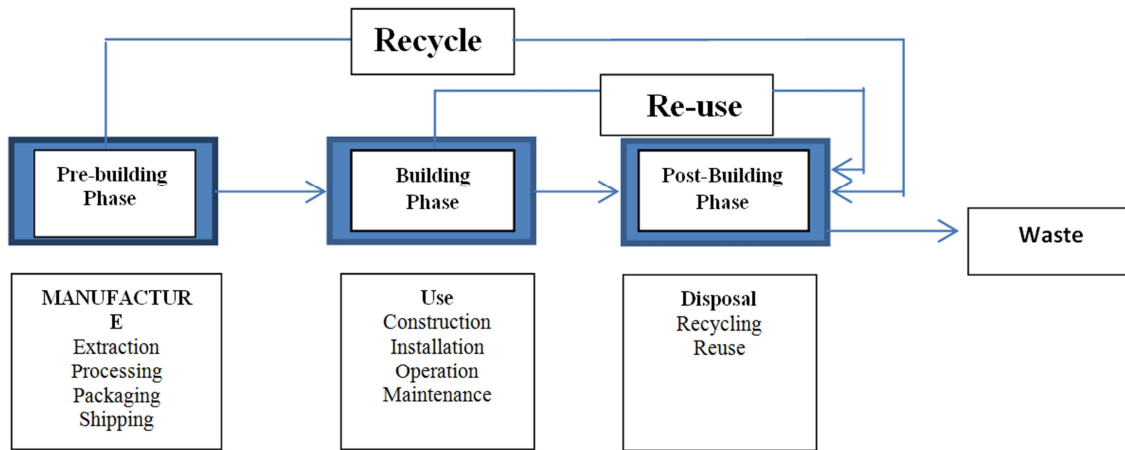 Recycle
Re-use
Pre-building
Phase
Building
Phase
Post-Building
Phase
Waste
MANUFACTUR
E
Extraction
Processing
Packaging
Shipping
Use
Construction
Installation
Operation
Maintenance
Disposal
Recycling
Reuse